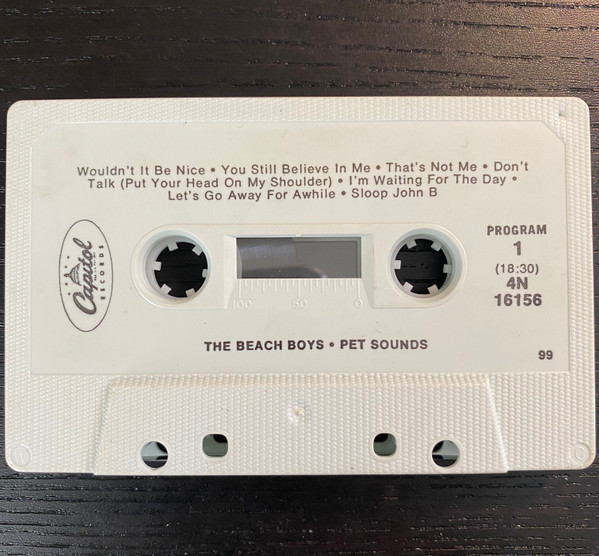 Wouldn't It Be Nice • You Still Believe In Me • That's Not Me • Don't
Talk (Put Your Head On My Shoulder) • I'm Waiting For The Day •
Let's Go Away For Awhile • Sloop John B
Capitol
RECORDS
PROGRAM
1
(18:30)
4N
16156
100 50 0
THE BEACH BOYS • PET SOUNDS
99